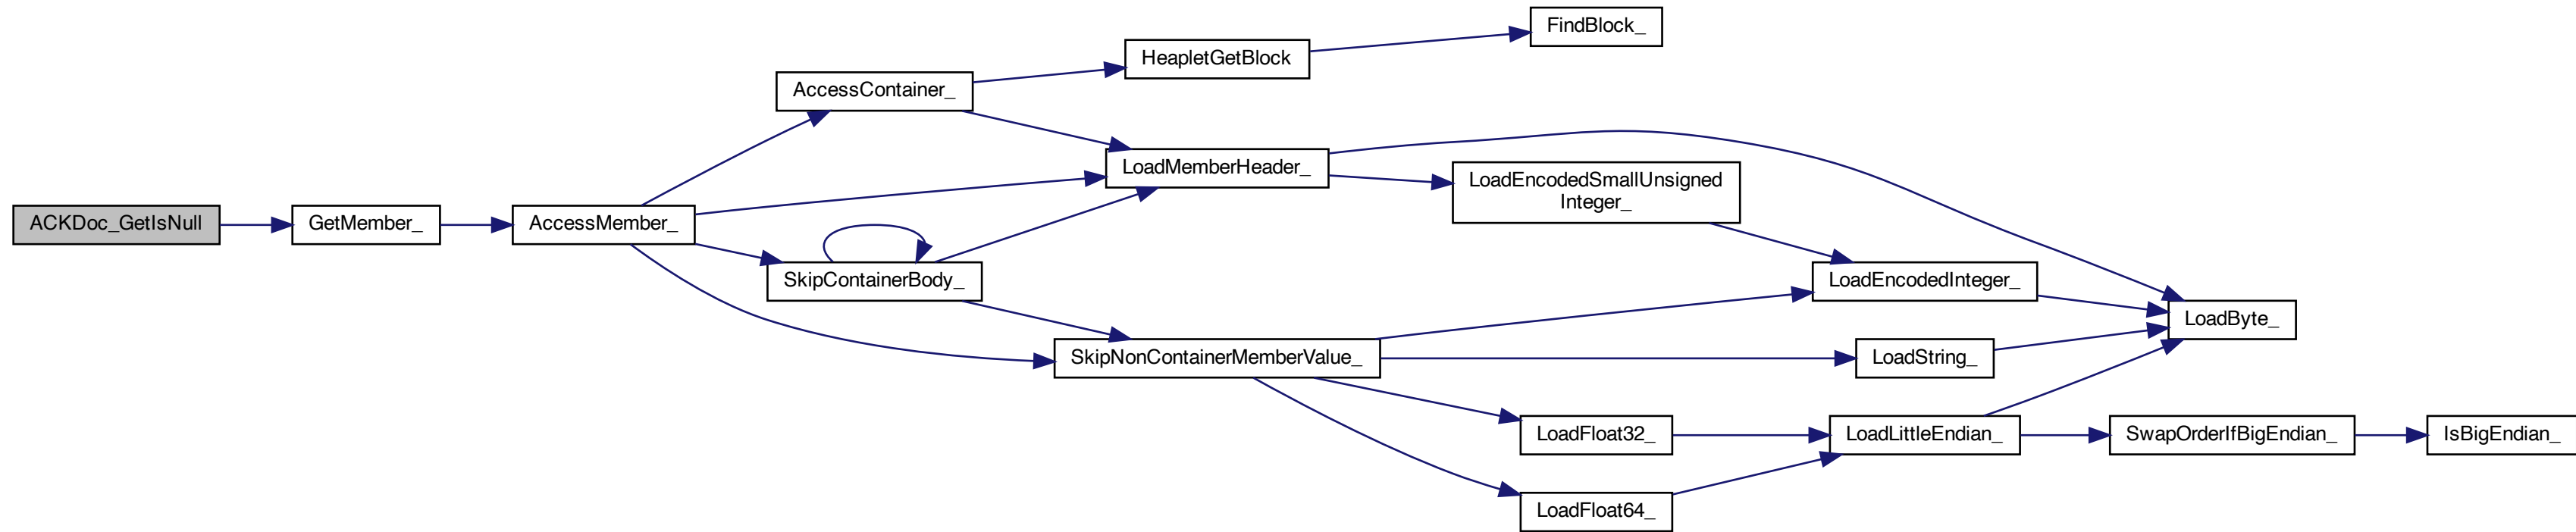 ACKDoc_GetIsNull
GetMember_
AccessMember_
AccessContainer_
HeapletGetBlock
FindBlock_
LoadMemberHeader_
LoadEncodedSmallUnsigned
Integer_
SkipContainerBody_
LoadEncodedInteger_
LoadByte_
SkipNonContainerMemberValue_
LoadString_
LoadFloat32_
LoadLittleEndian_
SwapOrderIfBigEndian_
IsBigEndian_
LoadFloat64_